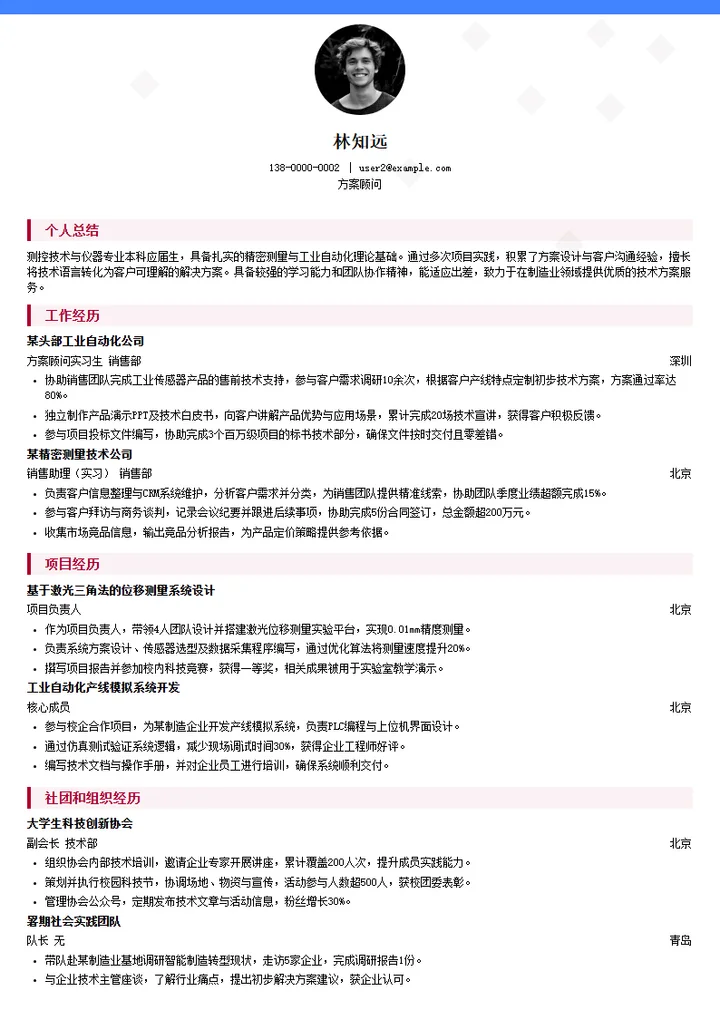 林知远
138-0000-0002 | user2@example.com
方案顾问
个人总结
测控技术与仪器专业本科应届生，具备扎实的精密测量与工业自动化理论基础。通过多次项目实践，积累了方案设计与客户沟通经验，擅长
将技术语言转化为客户可理解的解决方案。具备较强的学习能力和团队协作精神，能适应出差，致力于在制造业领域提供优质的技术方案服
务。
工作经历
某头部工业自动化公司
方案顾问实习生 销售部 深圳
• 协助销售团队完成工业传感器产品的售前技术支持，参与客户需求调研10余次，根据客户产线特点定制初步技术方案，方案通过率达
80%。
• 独立制作产品演示PPT及技术白皮书，向客户讲解产品优势与应用场景，累计完成20场技术宣讲，获得客户积极反馈。
• 参与项目投标文件编写，协助完成3个百万级项目的标书技术部分，确保文件按时交付且零差错。
某精密测量技术公司
销售助理（实习） 销售部 北京
• 负责客户信息整理与CRM系统维护，分析客户需求并分类，为销售团队提供精准线索，协助团队季度业绩超额完成15%。
• 参与客户拜访与商务谈判，记录会议纪要并跟进后续事项，协助完成5份合同签订，总金额超200万元。
• 收集市场竞品信息，输出竞品分析报告，为产品定价策略提供参考依据。
项目经历
基于激光三角法的位移测量系统设计
项目负责人 北京
• 作为项目负责人，带领4人团队设计并搭建激光位移测量实验平台，实现0.01mm精度测量。
• 负责系统方案设计、传感器选型及数据采集程序编写，通过优化算法将测量速度提升20%。
• 撰写项目报告并参加校内科技竞赛，获得一等奖，相关成果被用于实验室教学演示。
工业自动化产线模拟系统开发
核心成员 北京
• 参与校企合作项目，为某制造企业开发产线模拟系统，负责PLC编程与上位机界面设计。
• 通过仿真测试验证系统逻辑，减少现场调试时间30%，获得企业工程师好评。
• 编写技术文档与操作手册，并对企业员工进行培训，确保系统顺利交付。
社团和组织经历
大学生科技创新协会
副会长 技术部 北京
• 组织协会内部技术培训，邀请企业专家开展讲座，累计覆盖200人次，提升成员实践能力。
• 策划并执行校园科技节，协调场地、物资与宣传，活动参与人数超500人，获校团委表彰。
• 管理协会公众号，定期发布技术文章与活动信息，粉丝增长30%。
暑期社会实践团队
队长 无 青岛
• 带队赴某制造业基地调研智能制造转型现状，走访5家企业，完成调研报告1份。
• 与企业技术主管座谈，了解行业痛点，提出初步解决方案建议，获企业认可。